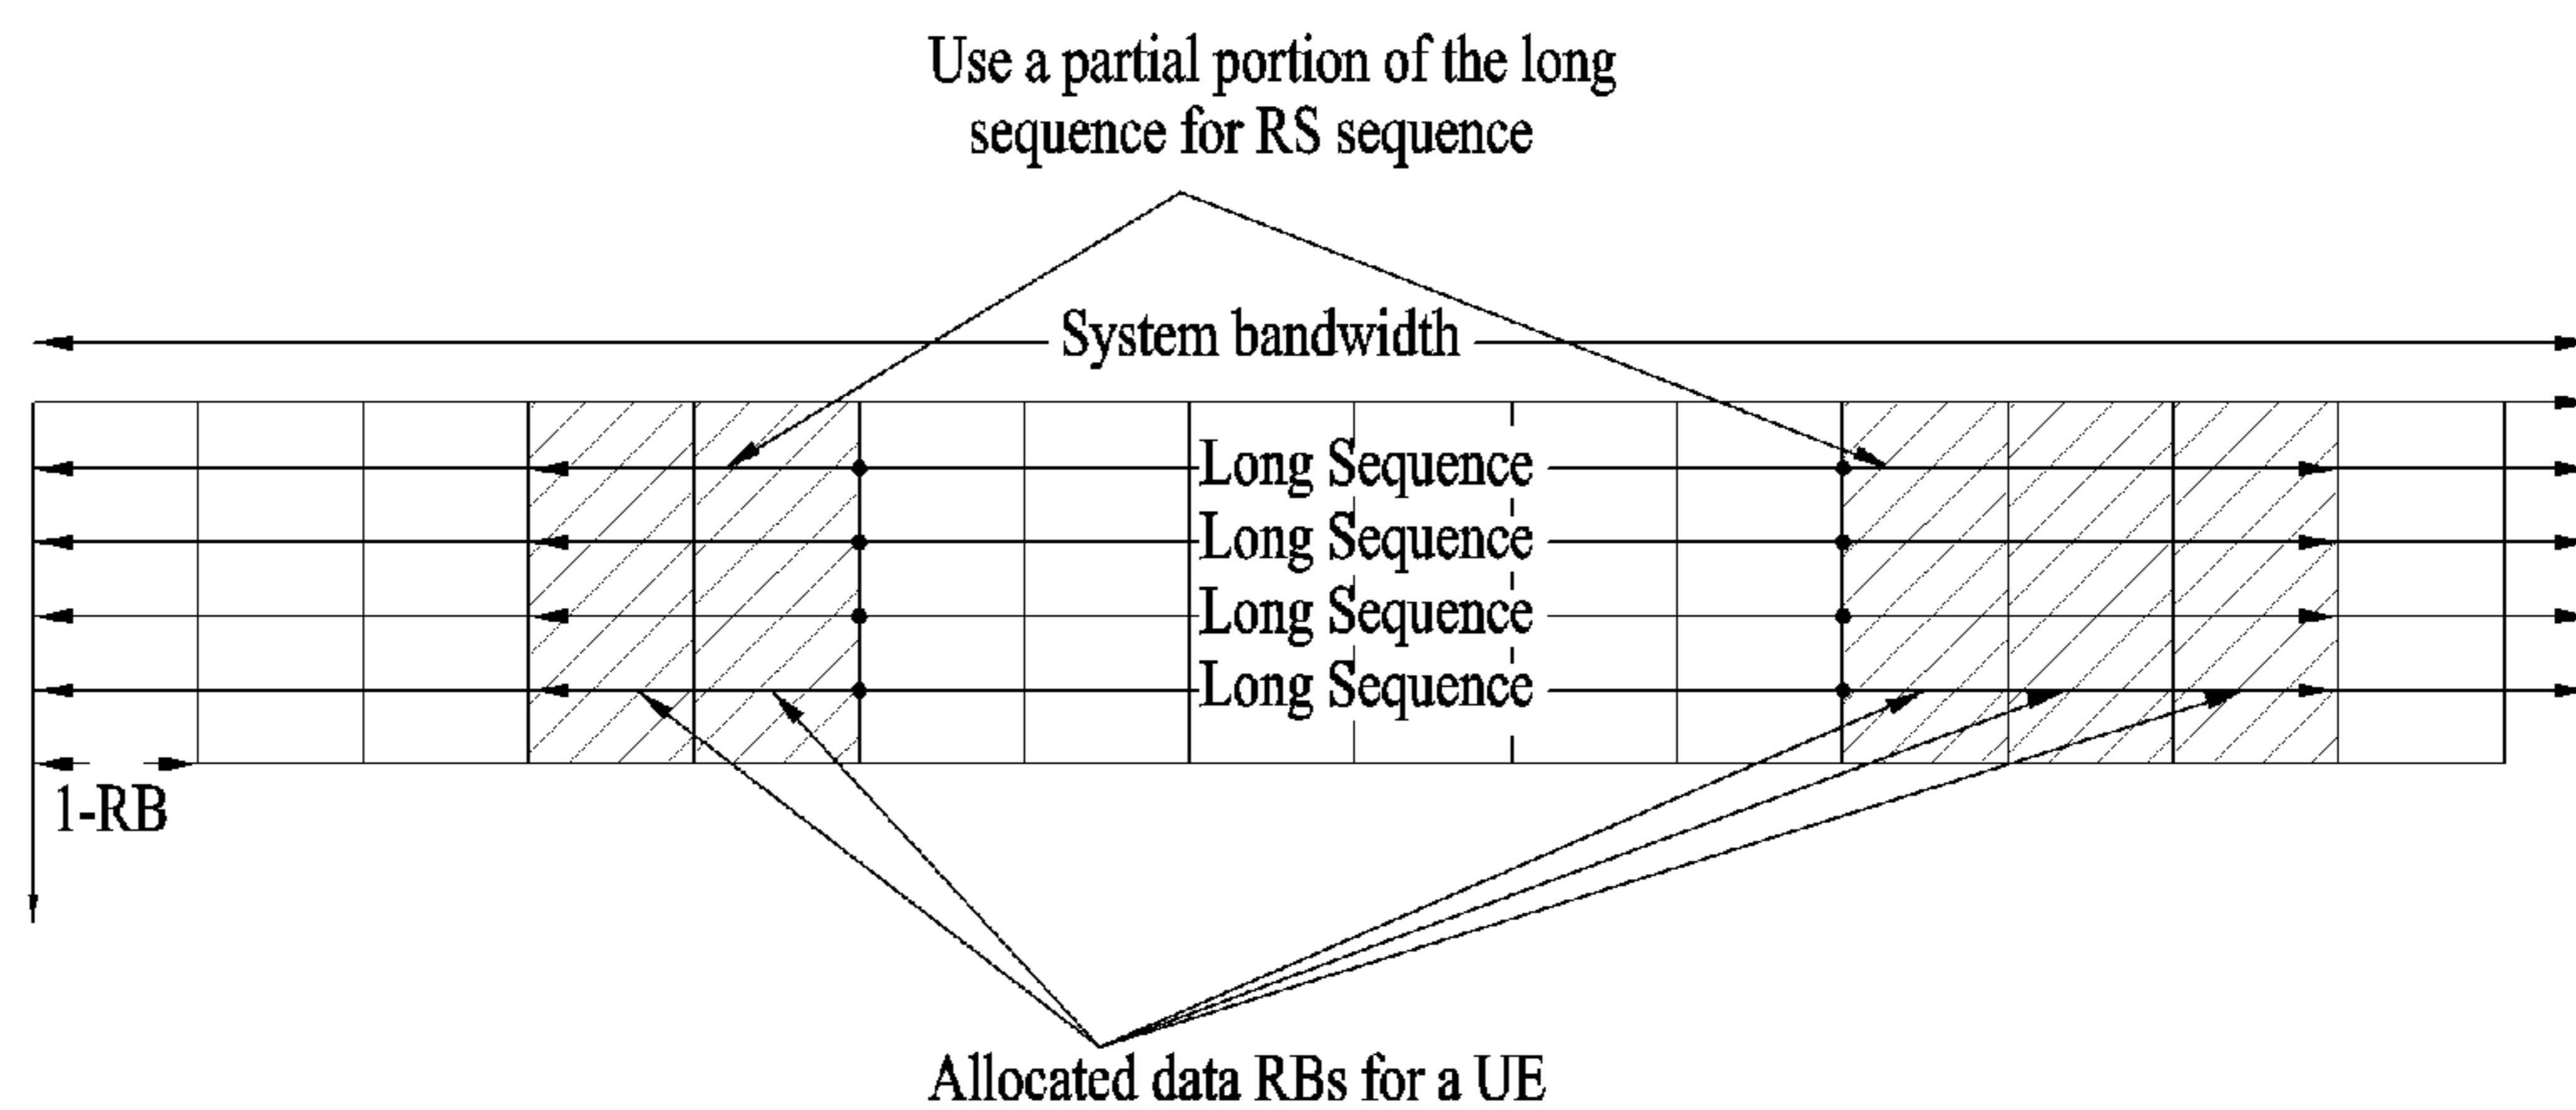 Use a partial portion of the long
sequence for RS sequence
System bandwidth
Long Sequence
Long Sequence
Long Sequence
Long Sequence
1-RB
Allocated data RBs for a UE